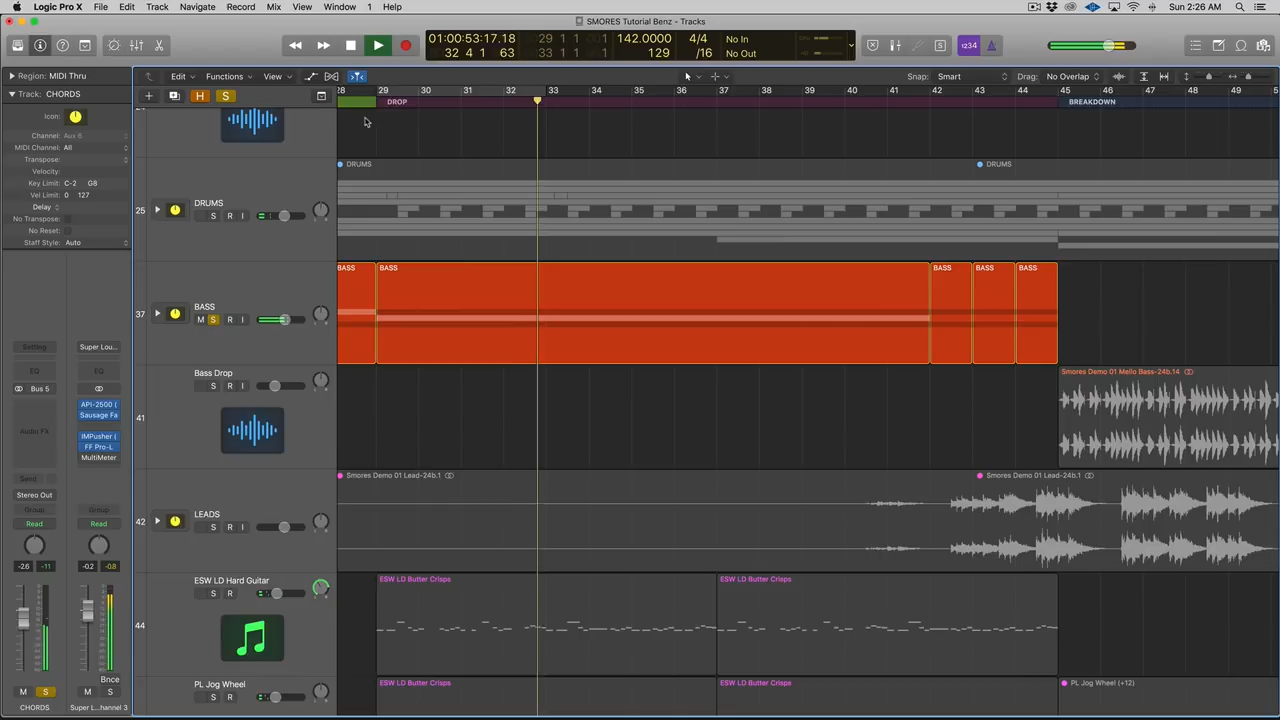 Logic Pro X File Edit Track Navigate Record Mix View Window 1 Help Sun 2:26 AM
SMORES Tutorial Benz - Tracks
01:00:53:17.18 29 1 1 142.0000 4/4 No In
32 4 1 63 33 1 1 129 /16 No Out
1234
Region: MIDI Thru
Edit Functions View Snap: Smart Drag: No Overlap
Track: CHORDS
28 29 30 31 32 33 34 35 36 37 38 39 40 41 42 43 44 45 46 47 48 49 5
H S
DROP BREAKDOWN
Icon:
Channel: Aux 6
MIDI Channel: All
Transpose:
Velocity:
Key Limit: C-2 G8
Vel Limit: 0 127
Delay
No Transpose:
No Reset:
Staff Style: Auto
25
DRUMS
S R I
DRUMS DRUMS
37
BASS
M S R I
BASS BASS BASS BASS BASS
41
Bass Drop
S R I
Smores Demo 01 Mello Bass-24b.14
42
LEADS
S R I
Smores Demo 01 Lead-24b.1 Smores Demo 01 Lead-24b.1
44
ESW LD Hard Guitar
S R
ESW LD Butter Crisps ESW LD Butter Crisps
PL Jog Wheel
S R
ESW LD Butter Crisps ESW LD Butter Crisps PL Jog Wheel (+12)
Setting Super Lou...
EQ EQ
Bus 5
API-2500 (
Sausage Fa
Audio FX
IMPusher (
FF Pro-L
MultiMeter
Send
Stereo Out
Group Group
Read Read
-2.6 -11 -0.2 -0.8
Bnce
M S M S
CHORDS Super L...hannel 3